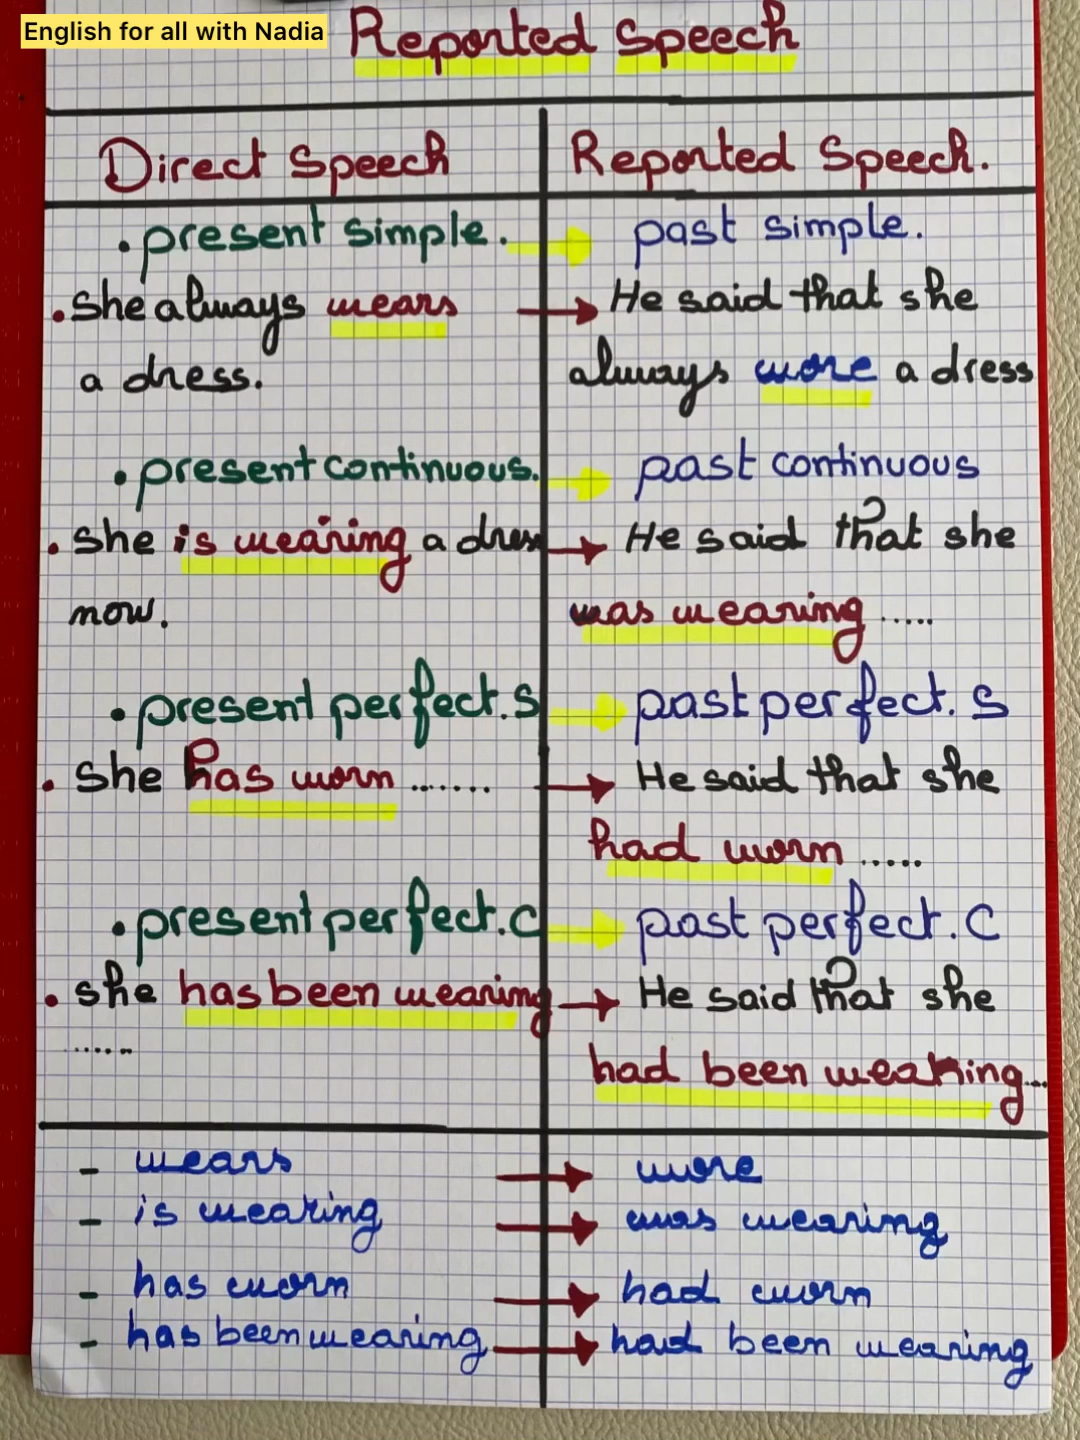 English for all with Nadia
Reported Speech
Direct Speech
Reported Speech.
• present simple.
past simple.
• she always wears
a dress.
He said that she
always wore a dress
• present continuous.
past continuous
• she is wearing a dress
now.
He said that she
was wearing .....
• present perfect. S
past perfect. S
• she has worn .......
He said that she
had worn .....
• present perfect. C
past perfect. C
• she has been wearing
......
He said that she
had been wearing...
- wears
wore
- is wearing
was wearing
- has worn
had worn
- has been wearing
had been wearing